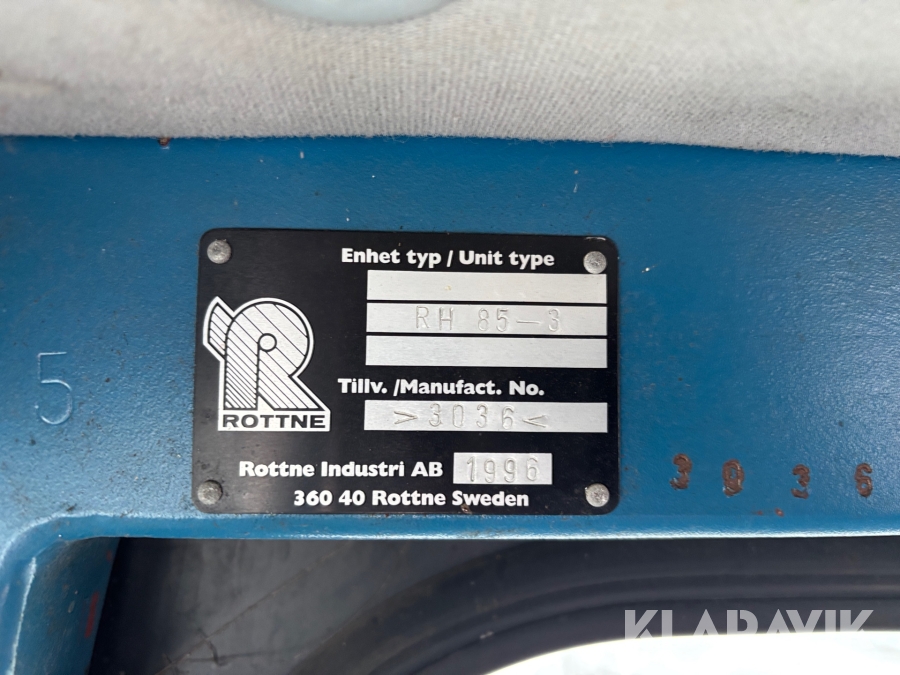 Enhet typ / Unit type
RH 85-3
Tillv. /Manufact. No.
>3036<
ROTTNE
Rottne Industri AB 1996
360 40 Rottne Sweden
5
3036
KLARAVIK